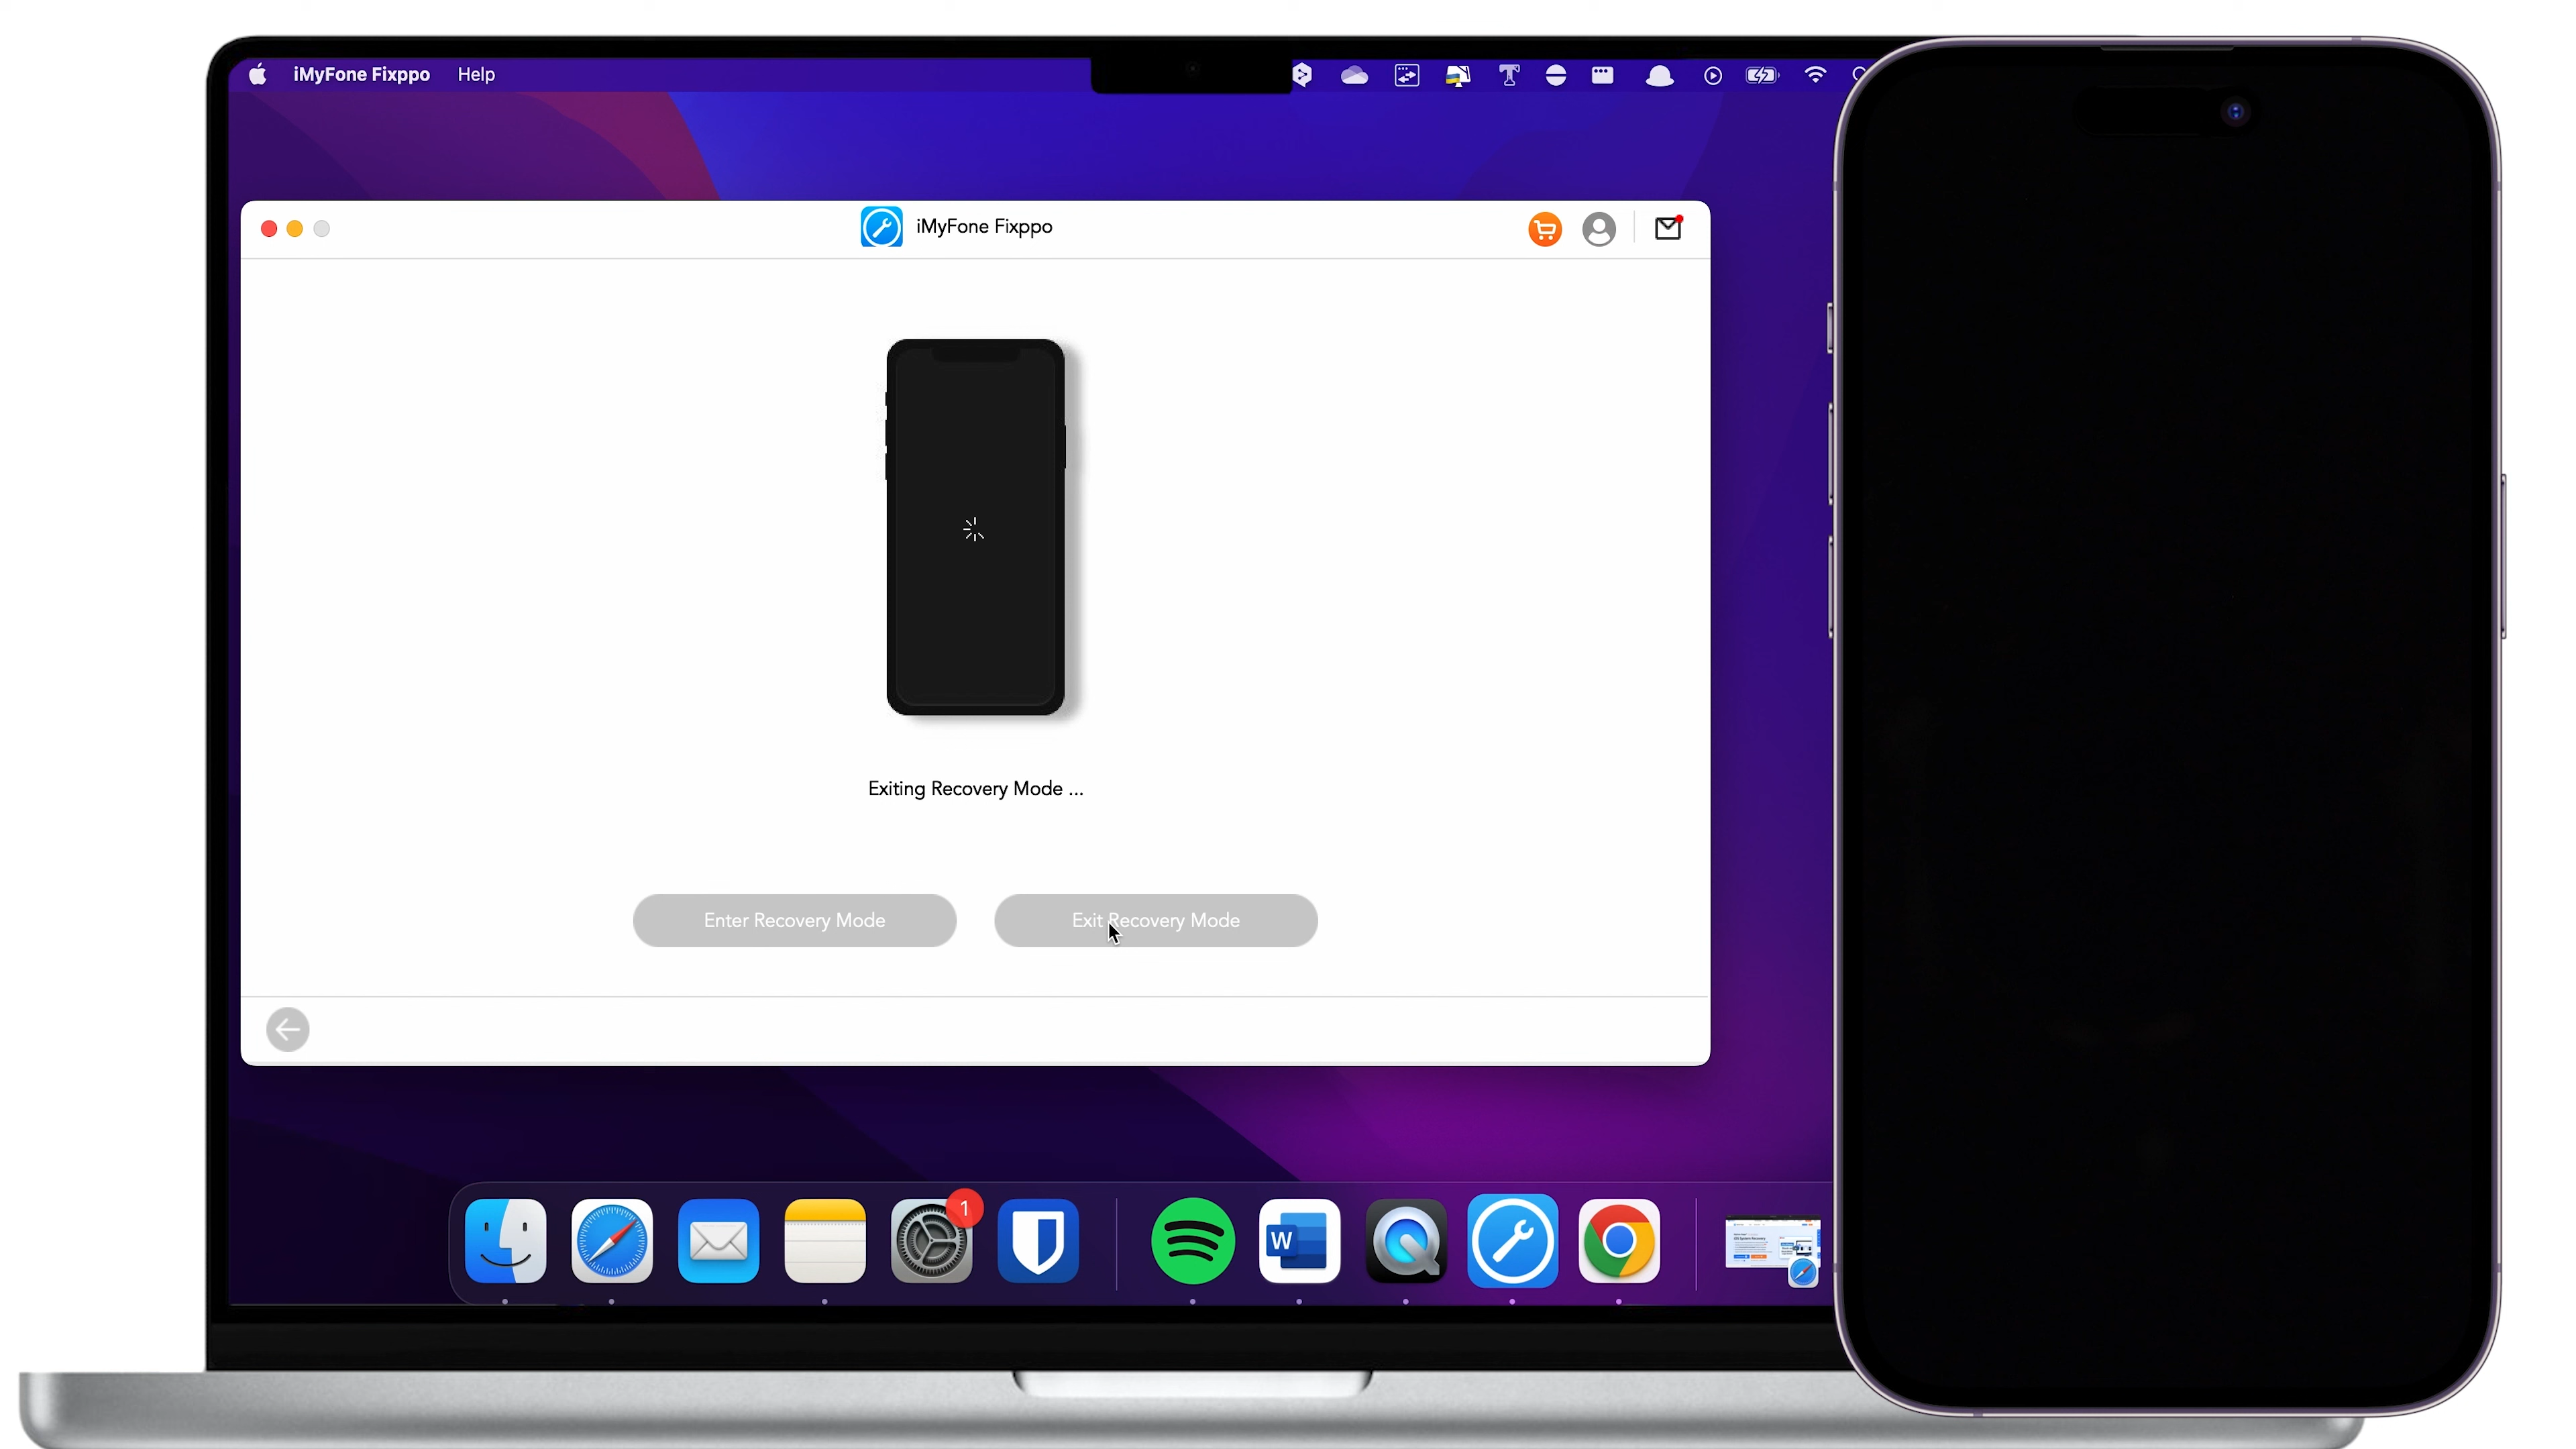 iMyFone Fixppo Help
iMyFone Fixppo
Exiting Recovery Mode ...
Enter Recovery Mode
Exit Recovery Mode
1
W